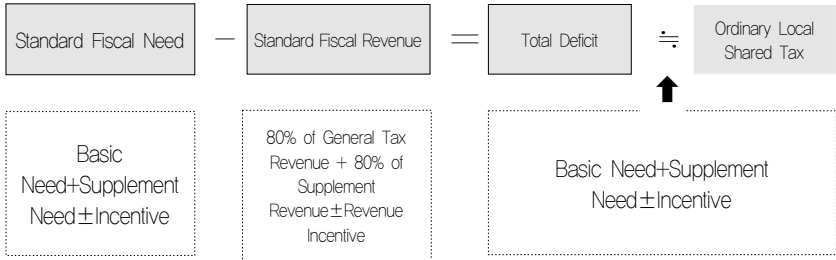 Standard Fiscal Need
−
Standard Fiscal Revenue
=
Total Deficit
≒
Ordinary Local
Shared Tax
Basic
Need+Supplement
Need±Incentive
80% of General Tax
Revenue + 80% of
Supplement
Revenue±Revenue
Incentive
Basic Need+Supplement
Need±Incentive